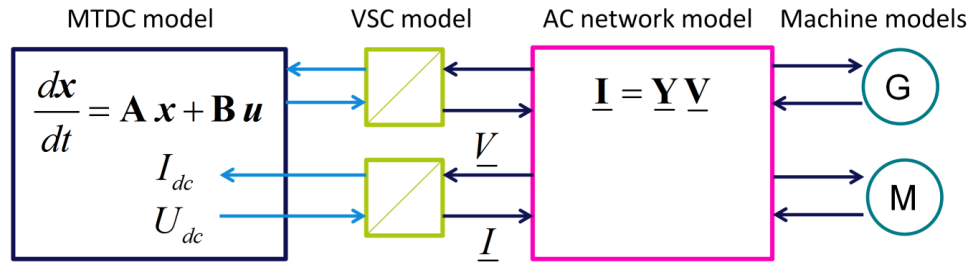 MTDC model
VSC model
AC network model
Machine models
dx/dt = A x + B u
I = Y V
G
I_dc
V
U_dc
M
I